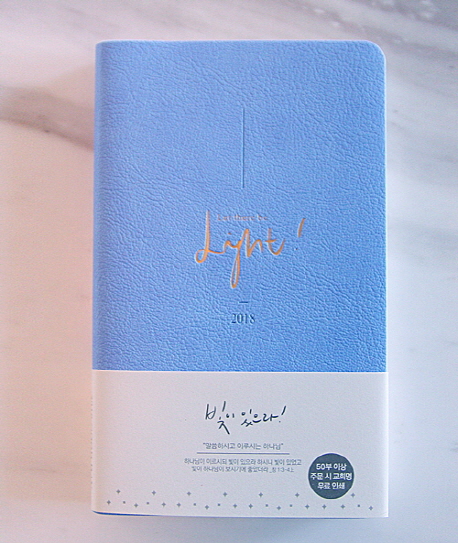 Let there be
Light!
2018
빛이 있으라!
"말씀하시고 이루시는 하나님"
하나님이 이르시되 빛이 있으라 하시니 빛이 있었고
빛이 하나님이 보시기에 좋았더라_창 1:3-4
50부 이상
주문 시 교회명
무료 인쇄